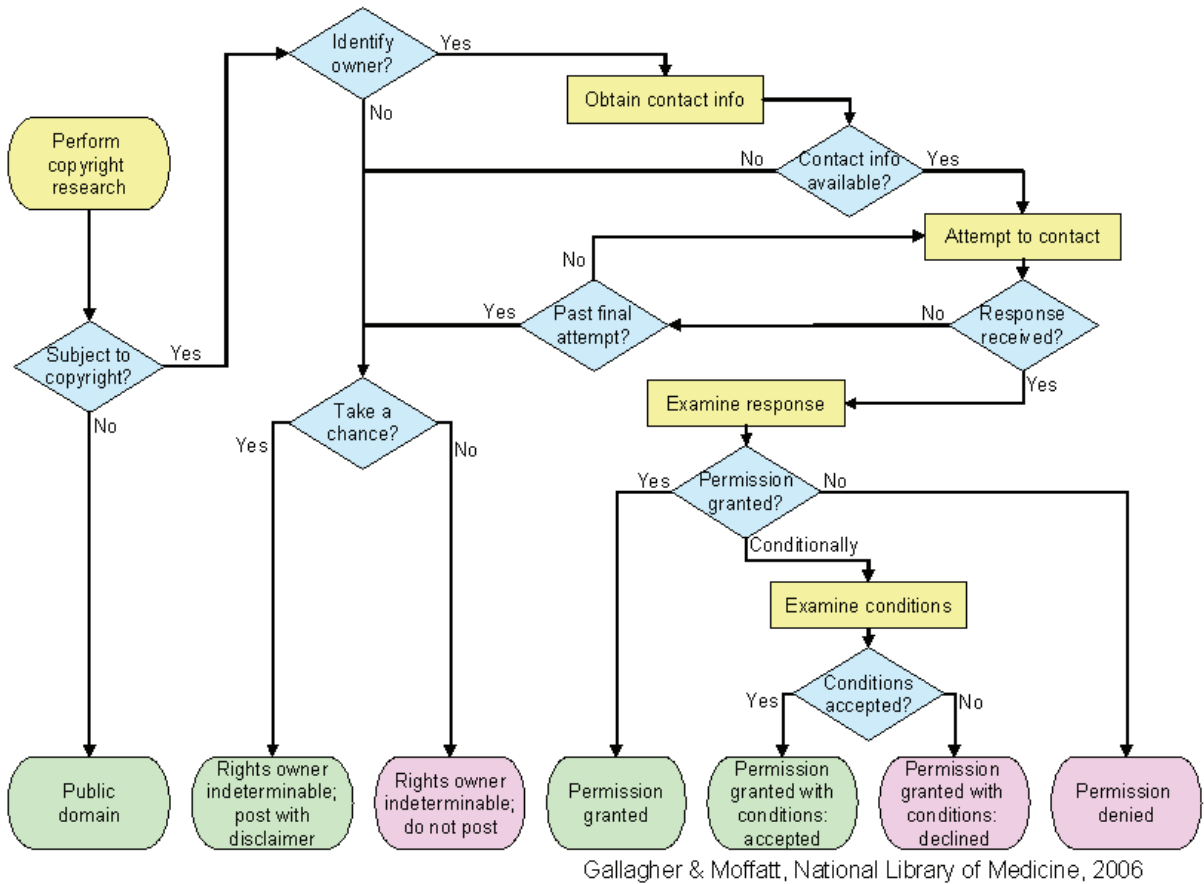 Identify
owner?
Yes
No
Obtain contact info
Perform
copyright
research
No
Contact info
available?
Yes
Attempt to contact
No
Yes
Past final
attempt?
No
Response
received?
Yes
Subject to
copyright?
Yes
No
Take a
chance?
Yes
No
Examine response
Yes
Permission
granted?
No
Conditionally
Examine conditions
Conditions
accepted?
Yes
No
Public
domain
Rights owner
indeterminable;
post with
disclaimer
Rights owner
indeterminable;
do not post
Permission
granted
Permission
granted with
conditions:
accepted
Permission
granted with
conditions:
declined
Permission
denied
Gallagher & Moffatt, National Library of Medicine, 2006